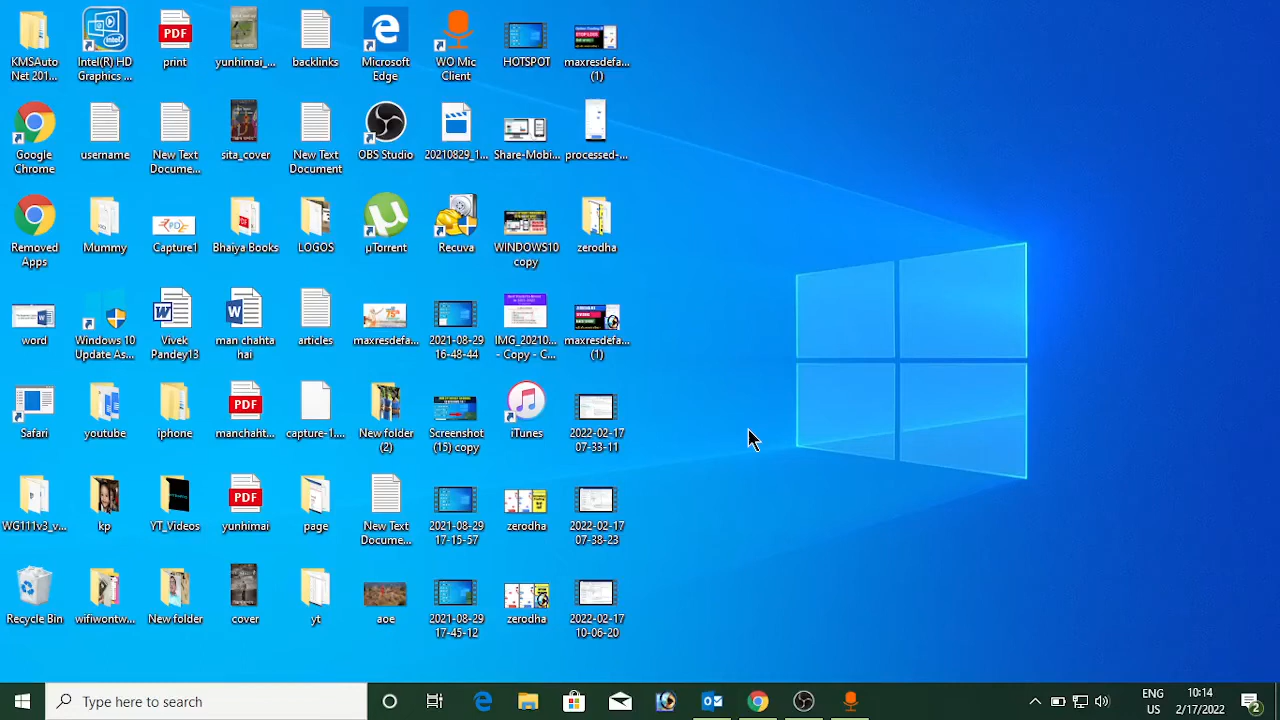 KMSAuto
Net 201...
Intel(R) HD
Graphics ...
PDF
print
yunhimai_...
backlinks
Microsoft
Edge
WO Mic
Client
HOTSPOT
maxresdefa...
(1)
Google
Chrome
username
New Text
Docume...
sita_cover
New Text
Document
OBS Studio
20210829_1...
Share-Mobi...
processed-...
Removed
Apps
Mummy
Capture1
Bhaiya Books
LOGOS
µTorrent
Recuva
WINDOWS10
copy
zerodha
word
Windows 10
Update As...
Vivek
Pandey13
man chahta
hai
articles
maxresdefa...
2021-08-29
16-48-44
IMG_20210...
- Copy - C...
maxresdefa...
(1)
Safari
youtube
iphone
PDF
manchaht...
capture-1....
New folder
(2)
Screenshot
(15) copy
iTunes
2022-02-17
07-33-11
WG111v3_v...
kp
YT_Videos
PDF
yunhimai
page
New Text
Docume...
2021-08-29
17-15-57
zerodha
2022-02-17
07-38-23
Recycle Bin
wifiwontw...
New folder
cover
yt
aoe
2021-08-29
17-45-12
zerodha
2022-02-17
10-06-20
Type here to search
ENG
US
10:14
2/17/2022
2